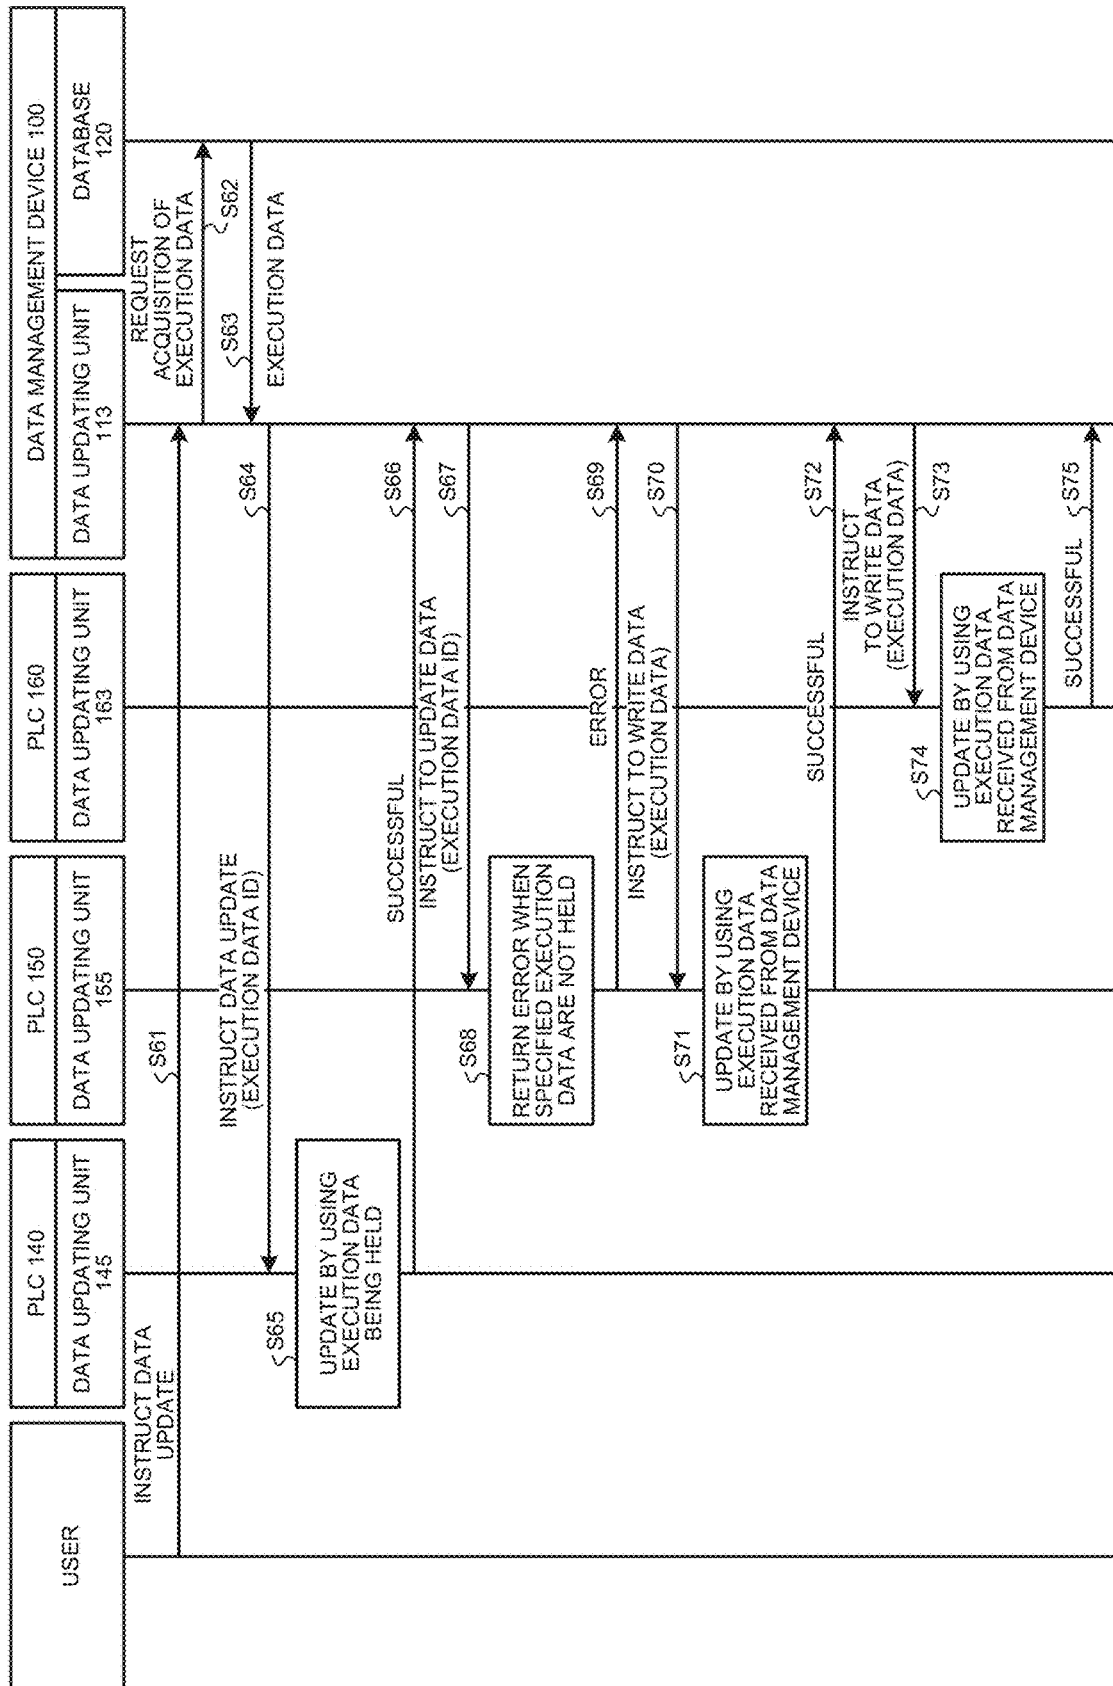 USER
PLC 140
DATA UPDATING UNIT
145
PLC 150
DATA UPDATING UNIT
155
PLC 160
DATA UPDATING UNIT
163
DATA MANAGEMENT DEVICE 100
DATA UPDATING UNIT
113
DATABASE
120
INSTRUCT DATA
UPDATE
S61
REQUEST
ACQUISITION OF
EXECUTION DATA
S62
S63
EXECUTION DATA
INSTRUCT DATA UPDATE
(EXECUTION DATA ID)
S64
S65
UPDATE BY USING
EXECUTION DATA
BEING HELD
SUCCESSFUL
S66
INSTRUCT TO UPDATE DATA
(EXECUTION DATA ID)
S67
S68
RETURN ERROR WHEN
SPECIFIED EXECUTION
DATA ARE NOT HELD
ERROR
S69
INSTRUCT TO WRITE DATA
(EXECUTION DATA)
S70
S71
UPDATE BY USING
EXECUTION DATA
RECEIVED FROM DATA
MANAGEMENT DEVICE
SUCCESSFUL
S72
INSTRUCT
TO WRITE DATA
(EXECUTION DATA)
S73
S74
UPDATE BY USING
EXECUTION DATA
RECEIVED FROM DATA
MANAGEMENT DEVICE
SUCCESSFUL
S75